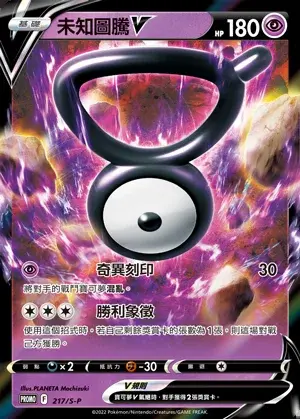 基礎 未知圖騰V HP180
奇異刻印 30
將對手的戰鬥寶可夢混亂。
勝利象徵
使用這個招式時，若自己剩餘獎賞卡的張數為1張，則這場對戰
己方獲勝。
弱點 ×2 抵抗力 -30 撤退
illus.PLANETA Mochizuki
V規則
PROMO F 217/S-P
寶可夢V【氣絕】時，對手獲得2張獎賞卡。
©2022 Pokémon/Nintendo/Creatures/GAME FREAK.